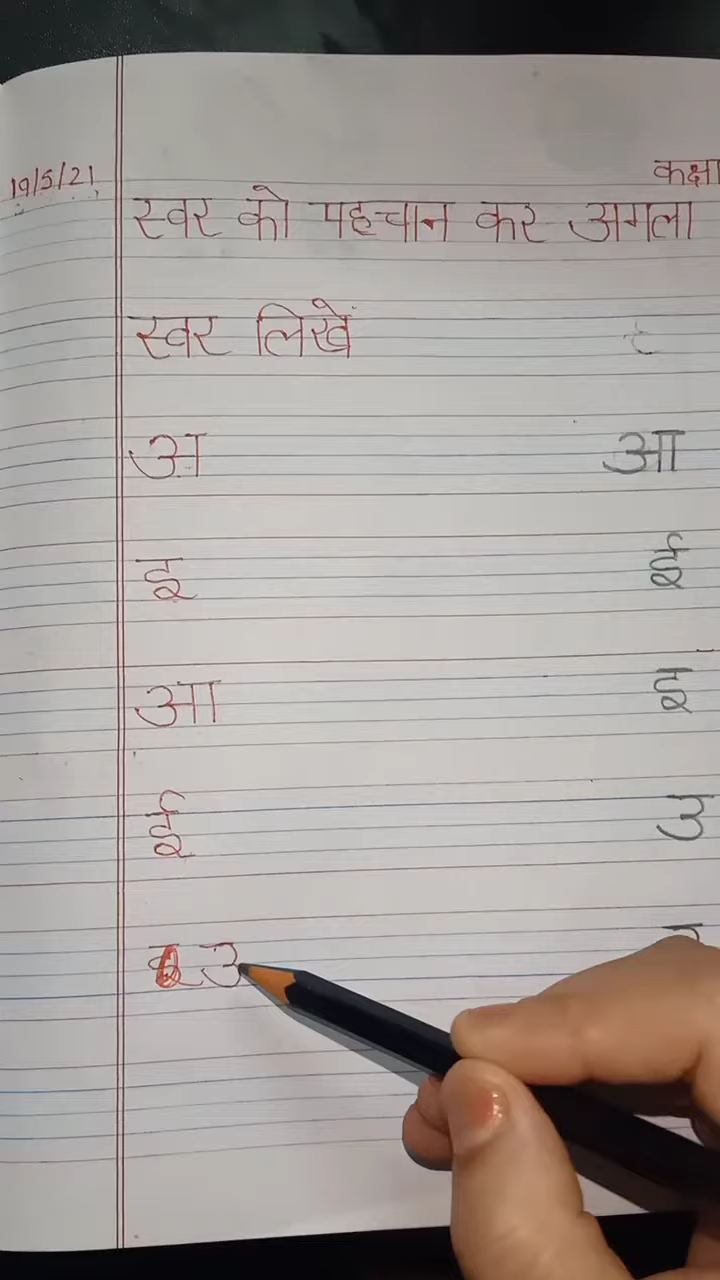 कक्षा
19/5/21
स्वर को पहचान कर अगला
स्वर लिखें
अ आ
इ ई
आ इ
ई उ
उ